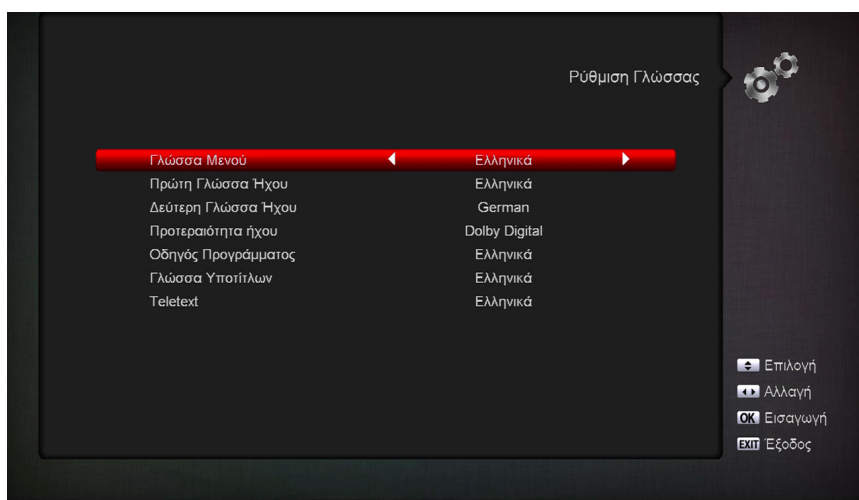 Ρύθμιση Γλώσσας
Γλώσσα Μενού Ελληνικά
Πρώτη Γλώσσα Ήχου Ελληνικά
Δεύτερη Γλώσσα Ήχου German
Προτεραιότητα ήχου Dolby Digital
Οδηγός Προγράμματος Ελληνικά
Γλώσσα Υποτίτλων Ελληνικά
Teletext Ελληνικά
Επιλογή
Αλλαγή
OK Εισαγωγή
EXIT Έξοδος